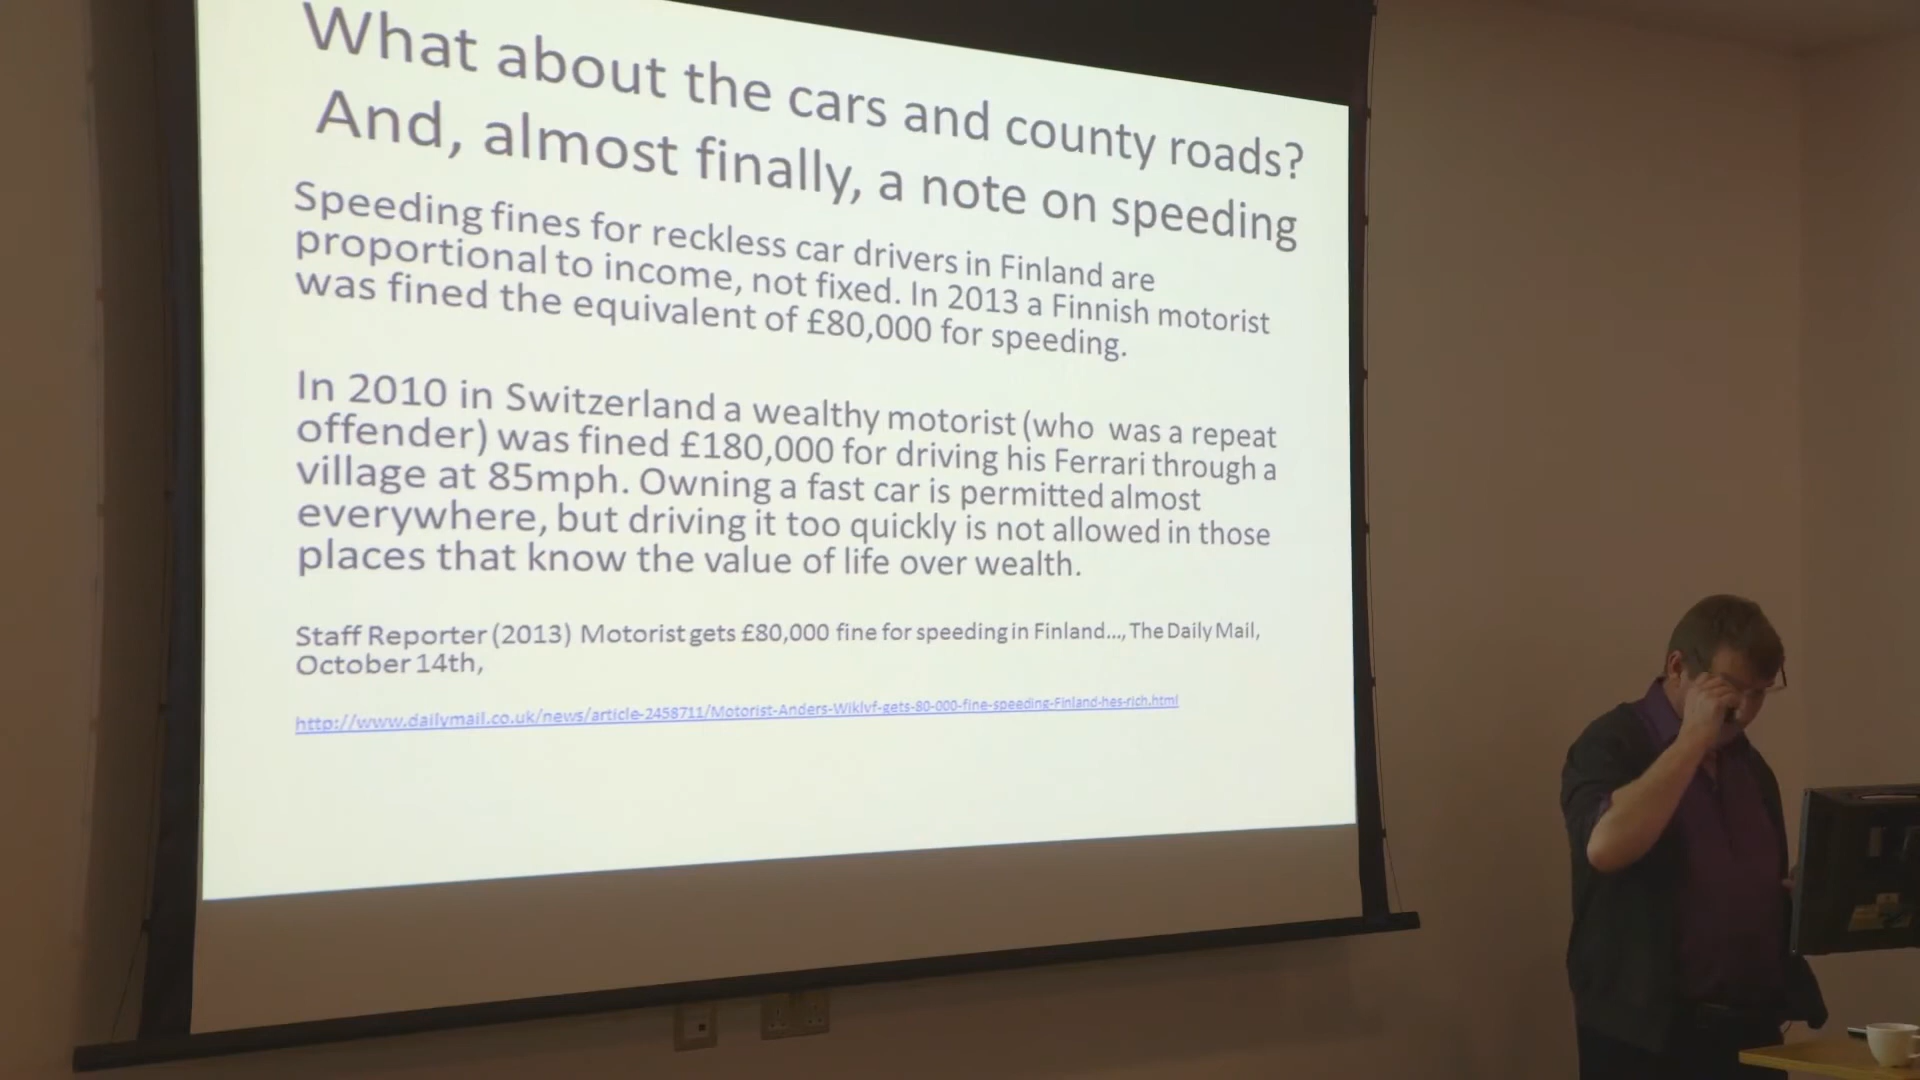 What about the cars and county roads?
And, almost finally, a note on speeding
Speeding fines for reckless car drivers in Finland are
proportional to income, not fixed. In 2013 a Finnish motorist
was fined the equivalent of £80,000 for speeding.
In 2010 in Switzerland a wealthy motorist (who was a repeat
offender) was fined £180,000 for driving his Ferrari through a
village at 85mph. Owning a fast car is permitted almost
everywhere, but driving it too quickly is not allowed in those
places that know the value of life over wealth.
Staff Reporter (2013) Motorist gets £80,000 fine for speeding in Finland..., The Daily Mail,
October 14th,
http://www.dailymail.co.uk/news/article-2458711/Motorist-Anders-Wiklvf-gets-80-000-fine-speeding-Finland-hes-rich.html